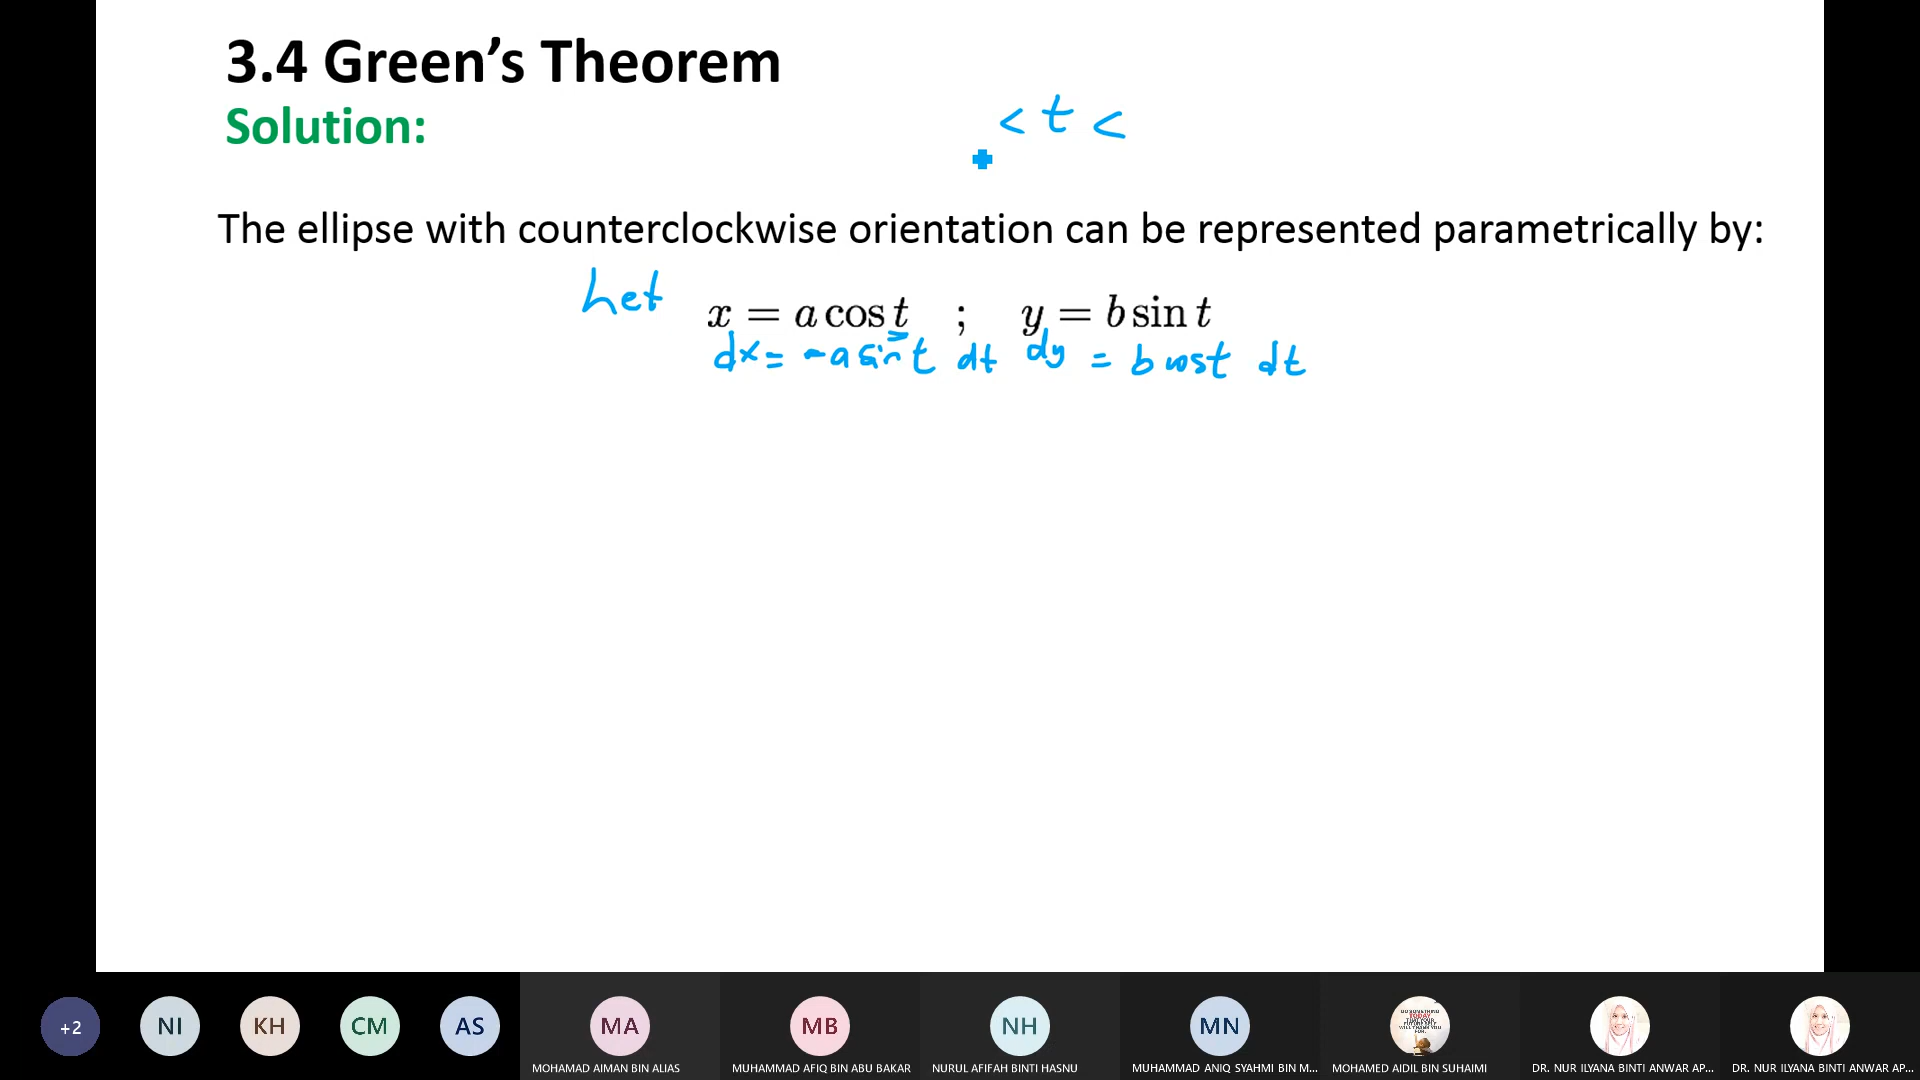 3.4 Green’s Theorem
Solution:
< t <
The ellipse with counterclockwise orientation can be represented parametrically by:
Let x = a cos t ; y = b sin t
dx = -a sin t dt dy = b cos t dt
+2 NI KH CM AS MA MB NH MN
MOHAMAD AIMAN BIN ALIAS MUHAMMAD AFIQ BIN ABU BAKAR NURUL AFIFAH BINTI HASNU MUHAMMAD ANIQ SYAHMI BIN M... MOHAMED AIDIL BIN SUHAIMI DR. NUR ILYANA BINTI ANWAR AP... DR. NUR ILYANA BINTI ANWAR AP...